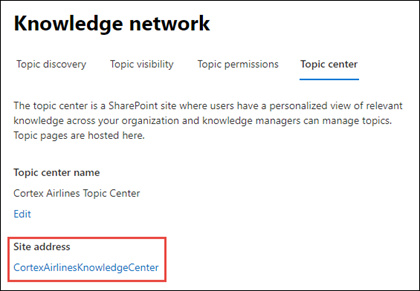 Knowledge network
Topic discovery Topic visibility Topic permissions Topic center
The topic center is a SharePoint site where users have a personalized view of relevant
knowledge across your organization and knowledge managers can manage topics.
Topic pages are hosted here.
Topic center name
Cortex Airlines Topic Center
Edit
Site address
CortexAirlinesKnowledgeCenter